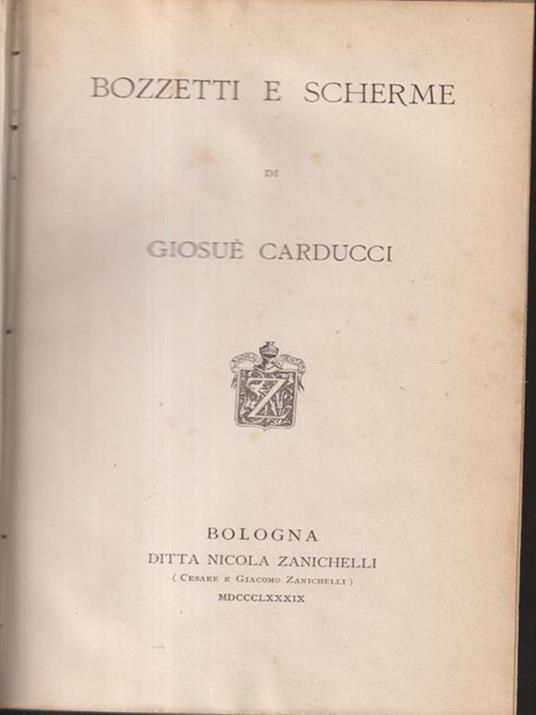 BOZZETTI E SCHERME
DI
GIOSUÈ CARDUCCI
Z
BOLOGNA
DITTA NICOLA ZANICHELLI
( CESARE E GIACOMO ZANICHELLI )
MDCCCLXXXIX